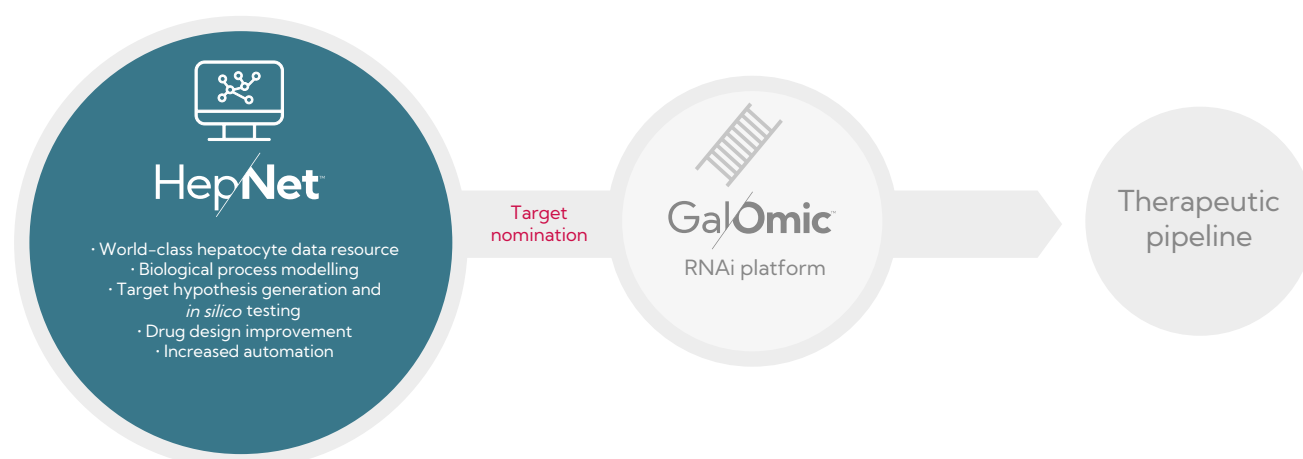 HepNet™
· World-class hepatocyte data resource
· Biological process modelling
· Target hypothesis generation and
in silico testing
· Drug design improvement
· Increased automation
Target
nomination
GalOmic™
RNAi platform
Therapeutic
pipeline